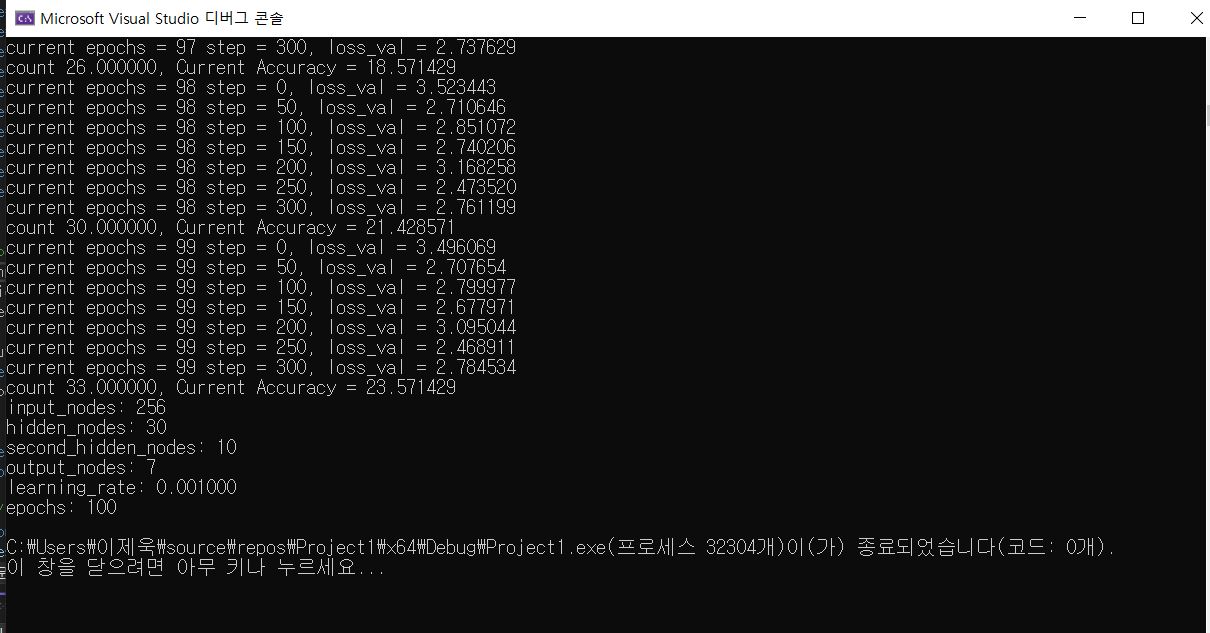 Microsoft Visual Studio 디버그 콘솔
current epochs = 97 step = 300, loss_val = 2.737629
count 26.000000, Current Accuracy = 18.571429
current epochs = 98 step = 0, loss_val = 3.523443
current epochs = 98 step = 50, loss_val = 2.710646
current epochs = 98 step = 100, loss_val = 2.851072
current epochs = 98 step = 150, loss_val = 2.740206
current epochs = 98 step = 200, loss_val = 3.168258
current epochs = 98 step = 250, loss_val = 2.473520
current epochs = 98 step = 300, loss_val = 2.761199
count 30.000000, Current Accuracy = 21.428571
current epochs = 99 step = 0, loss_val = 3.496069
current epochs = 99 step = 50, loss_val = 2.707654
current epochs = 99 step = 100, loss_val = 2.799977
current epochs = 99 step = 150, loss_val = 2.677971
current epochs = 99 step = 200, loss_val = 3.095044
current epochs = 99 step = 250, loss_val = 2.468911
current epochs = 99 step = 300, loss_val = 2.784534
count 33.000000, Current Accuracy = 23.571429
input_nodes: 256
hidden_nodes: 30
second_hidden_nodes: 10
output_nodes: 7
learning_rate: 0.001000
epochs: 100
C:₩Users₩이제욱₩source₩repos₩Project1₩x64₩Debug₩Project1.exe(프로세스 32304개)이(가) 종료되었습니다(코드: 0개).
이 창을 닫으려면 아무 키나 누르세요...